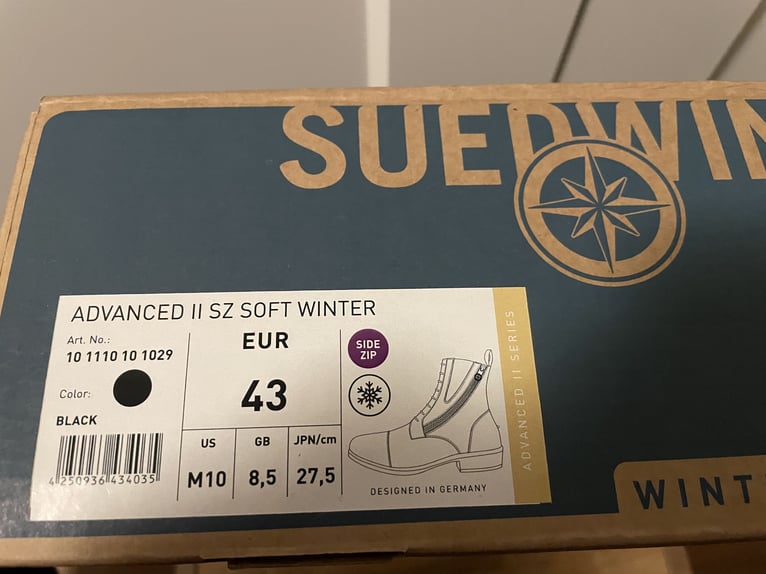 SUEDWIN
ADVANCED II SZ SOFT WINTER
Art. No.:
10 1110 10 1029
Color:
BLACK
4 250936 434035
EUR
43
US
GB
JPN/cm
M10
8,5
27,5
SIDE
ZIP
DESIGNED IN GERMANY
ADVANCED II SERIES
WINT